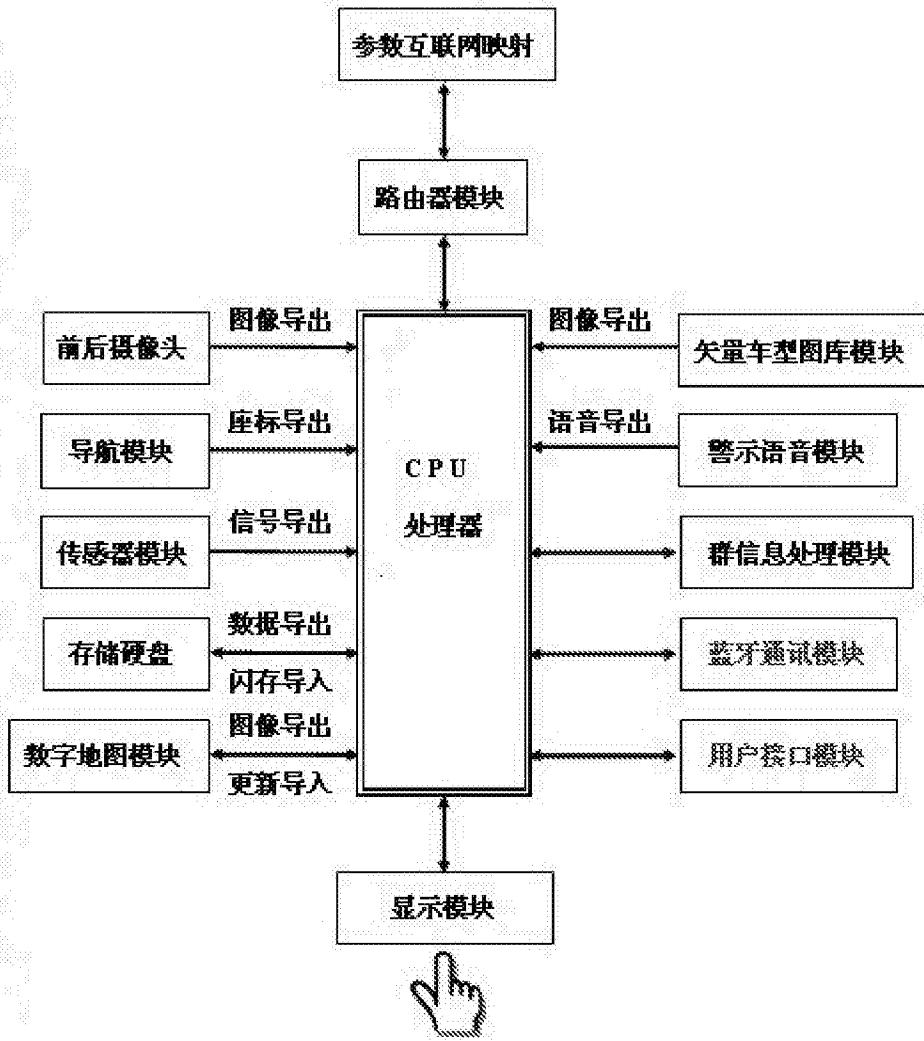 参数互联网映射
路由器模块
图像导出
图像导出
前后摄像头
矢量车型图库模块
座标导出
语音导出
导航模块
警示语音模块
CPU
处理器
信号导出
传感器模块
群信息处理模块
数据导出
存储硬盘
蓝牙通讯模块
闪存导入
图像导出
数字地图模块
用户接口模块
更新导入
显示模块